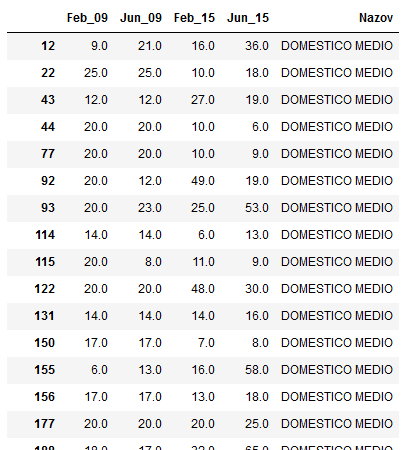 Feb_09 Jun_09 Feb_15 Jun_15 Nazov
12 9.0 21.0 16.0 36.0 DOMESTICO MEDIO
22 25.0 25.0 10.0 18.0 DOMESTICO MEDIO
43 12.0 12.0 27.0 19.0 DOMESTICO MEDIO
44 20.0 20.0 10.0 6.0 DOMESTICO MEDIO
77 20.0 20.0 10.0 9.0 DOMESTICO MEDIO
92 20.0 12.0 49.0 19.0 DOMESTICO MEDIO
93 20.0 23.0 25.0 53.0 DOMESTICO MEDIO
114 14.0 14.0 6.0 13.0 DOMESTICO MEDIO
115 20.0 8.0 11.0 9.0 DOMESTICO MEDIO
122 20.0 20.0 48.0 30.0 DOMESTICO MEDIO
131 14.0 14.0 14.0 16.0 DOMESTICO MEDIO
150 17.0 17.0 7.0 8.0 DOMESTICO MEDIO
155 6.0 13.0 16.0 58.0 DOMESTICO MEDIO
156 17.0 17.0 13.0 18.0 DOMESTICO MEDIO
177 20.0 20.0 20.0 25.0 DOMESTICO MEDIO
17.0 DOMESTICO MEDIO